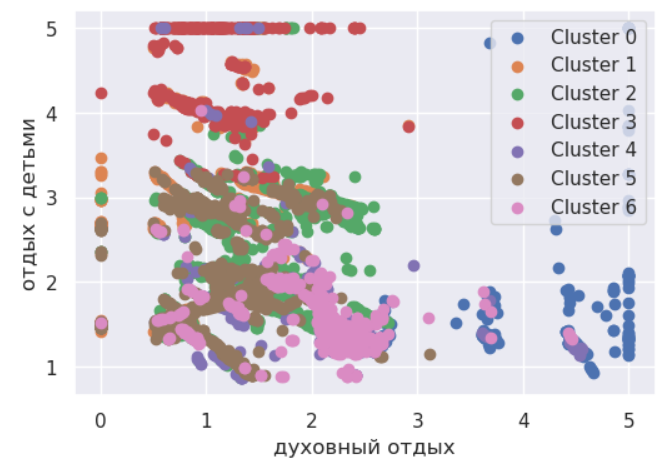 5
4
3
2
1
отдых с детьми
0
1
2
3
4
5
духовный отдых
Cluster 0
Cluster 1
Cluster 2
Cluster 3
Cluster 4
Cluster 5
Cluster 6